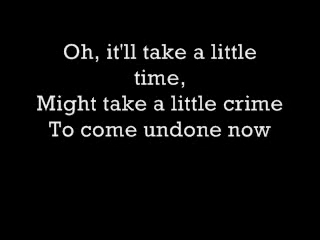 Oh, it'll take a little
time,
Might take a little crime
To come undone now